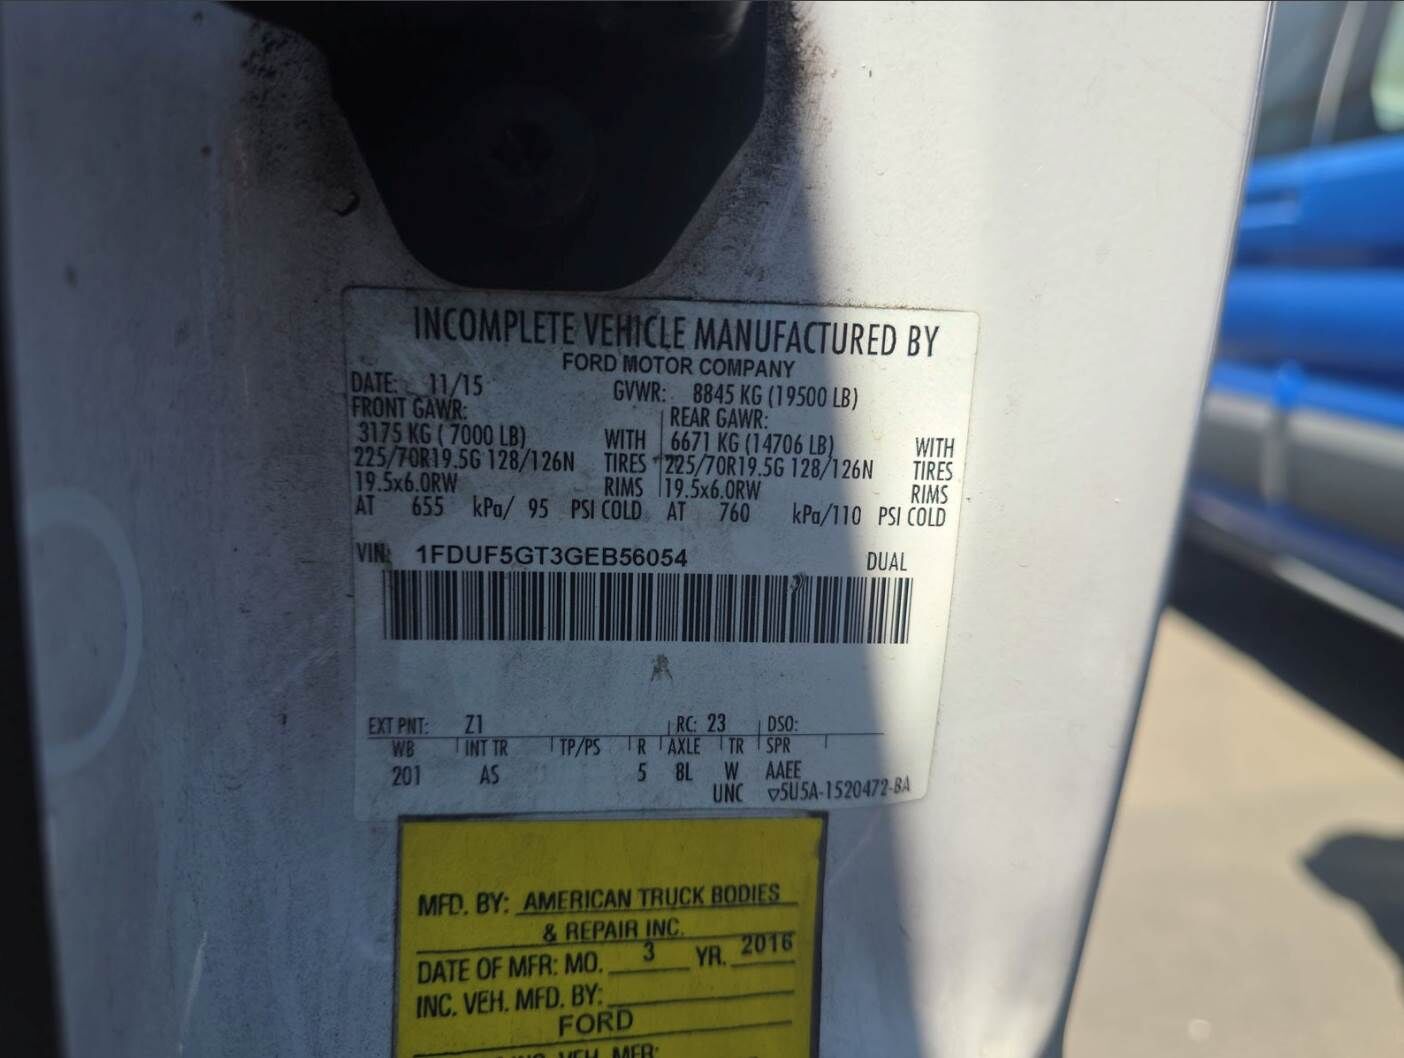 INCOMPLETE VEHICLE MANUFACTURED BY
FORD MOTOR COMPANY
DATE: 11/15 GVWR: 8845 KG (19500 LB)
FRONT GAWR: REAR GAWR:
3175 KG ( 7000 LB) WITH 6671 KG (14706 LB) WITH
225/70R19.5G 128/126N TIRES 225/70R19.5G 128/126N TIRES
19.5x6.0RW RIMS 19.5x6.0RW RIMS
AT 655 kPa/ 95 PSI COLD AT 760 kPa/110 PSI COLD
VIN: 1FDUF5GT3GEB56054 DUAL
EXT PNT: Z1 RC: 23 DSO:
WB INT TR TP/PS R AXLE TR SPR
201 AS 5 8L W AAEE
UNC ▽5U5A-1520472-BA
MFD. BY: AMERICAN TRUCK BODIES
& REPAIR INC.
DATE OF MFR: MO. 3 YR. 2016
INC. VEH. MFD. BY:
FORD
VEH. MFR: